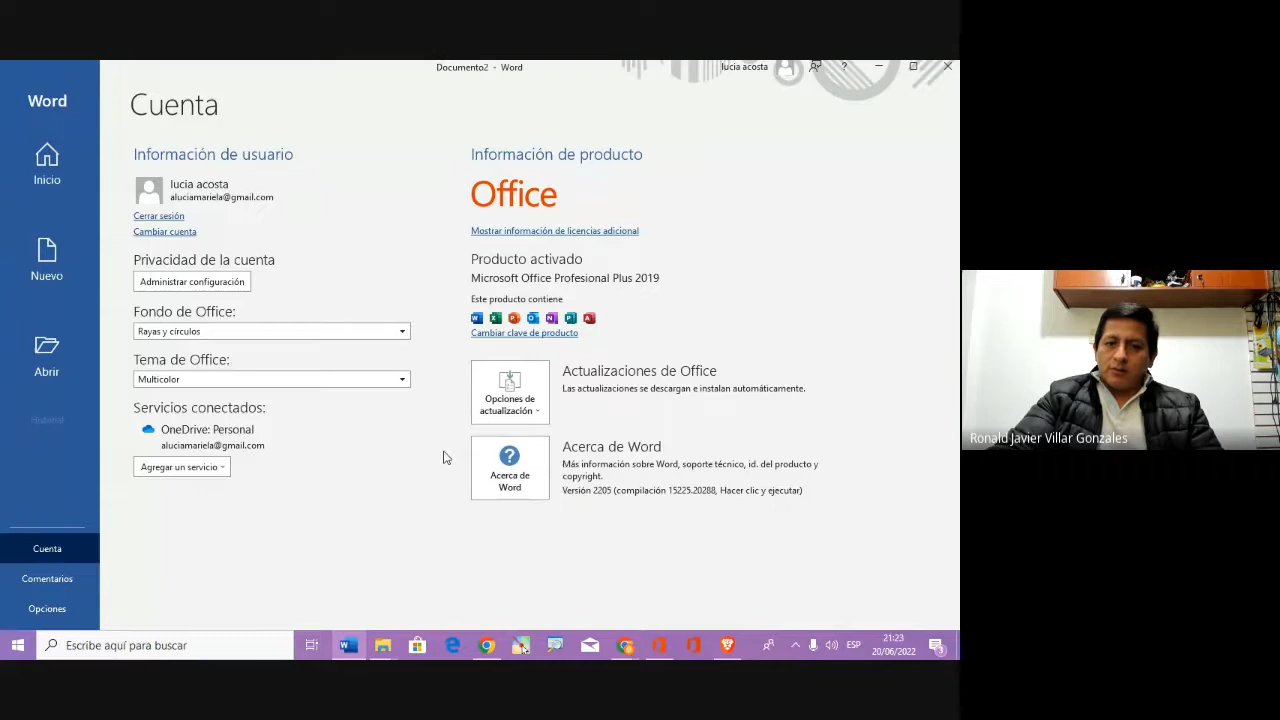 Documento2 - Word
lucia acosta
?
Word
Inicio
Nuevo
Abrir
Historial
Cuenta
Comentarios
Opciones
Cuenta
Información de usuario
lucia acosta
aluciamariela@gmail.com
Cerrar sesión
Cambiar cuenta
Privacidad de la cuenta
Administrar configuración
Fondo de Office:
Rayas y círculos
Tema de Office:
Multicolor
Servicios conectados:
OneDrive: Personal
aluciamariela@gmail.com
Agregar un servicio
Información de producto
Office
Mostrar información de licencias adicional
Producto activado
Microsoft Office Profesional Plus 2019
Este producto contiene
Cambiar clave de producto
Opciones de
actualización
Actualizaciones de Office
Las actualizaciones se descargan e instalan automáticamente.
?
Acerca de
Word
Acerca de Word
Más información sobre Word, soporte técnico, id. del producto y
copyright.
Versión 2205 (compilación 15225.20288, Hacer clic y ejecutar)
Ronald Javier Villar Gonzales
Escribe aquí para buscar
ESP
21:23
20/06/2022